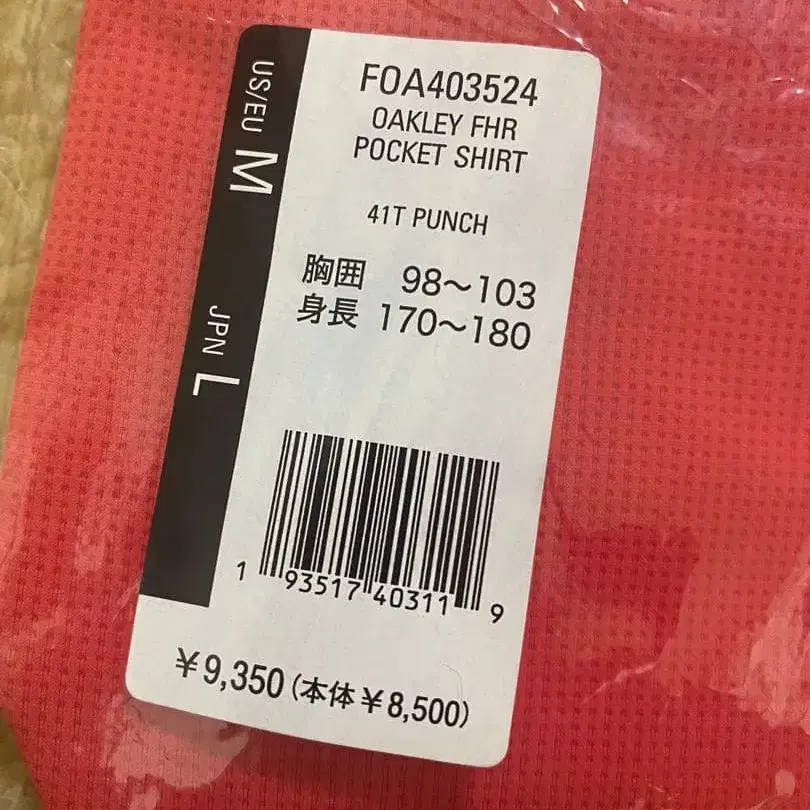 US/EU M
JPN L
FOA403524
OAKLEY FHR
POCKET SHIRT
41T PUNCH
胸囲 98～103
身長 170～180
1 93517 40311 9
￥9,350(本体￥8,500)